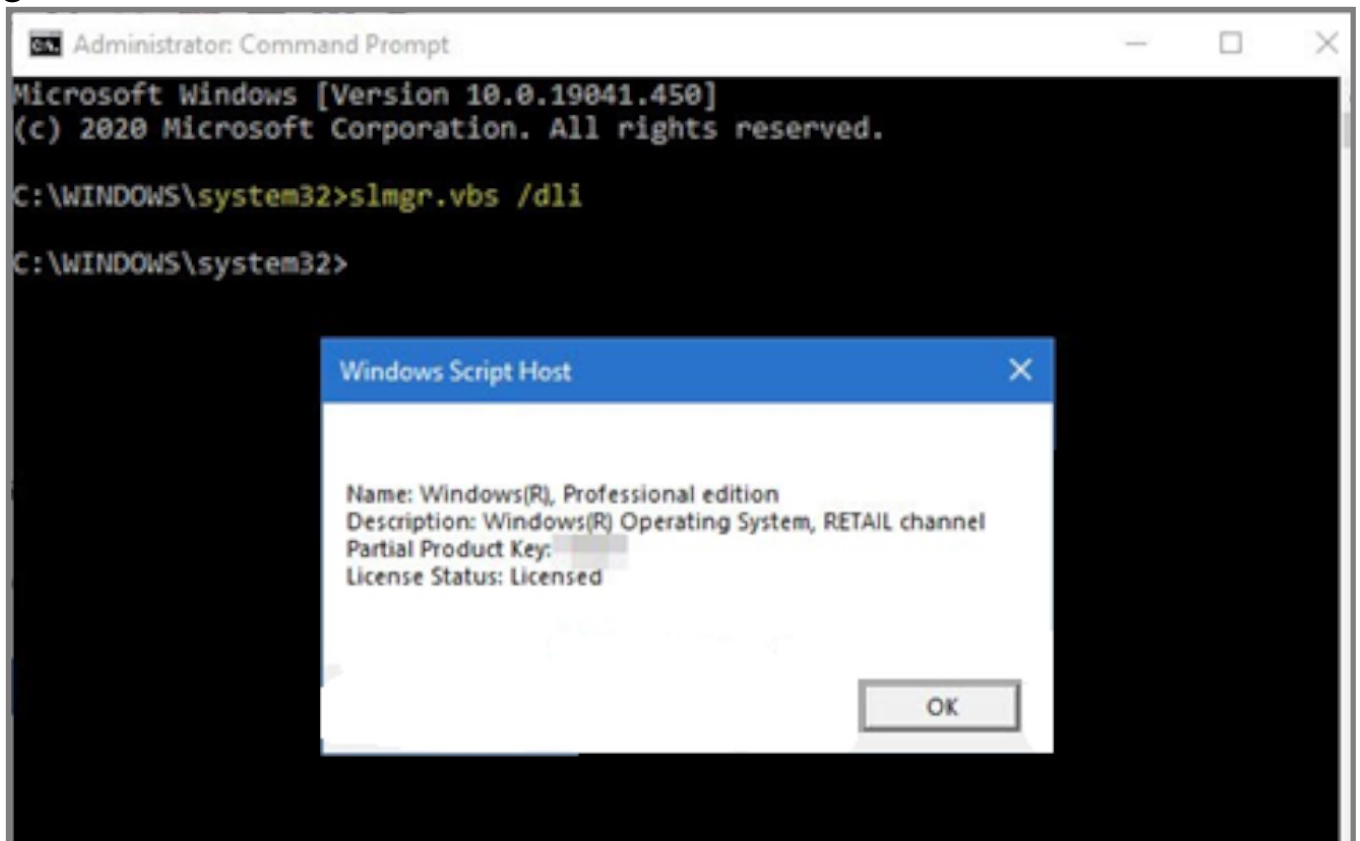 Administrator: Command Prompt
Microsoft Windows [Version 10.0.19041.450]
(c) 2020 Microsoft Corporation. All rights reserved.
C:\WINDOWS\system32>slmgr.vbs /dli
C:\WINDOWS\system32>
Windows Script Host
Name: Windows(R), Professional edition
Description: Windows(R) Operating System, RETAIL channel
Partial Product Key:
License Status: Licensed
OK